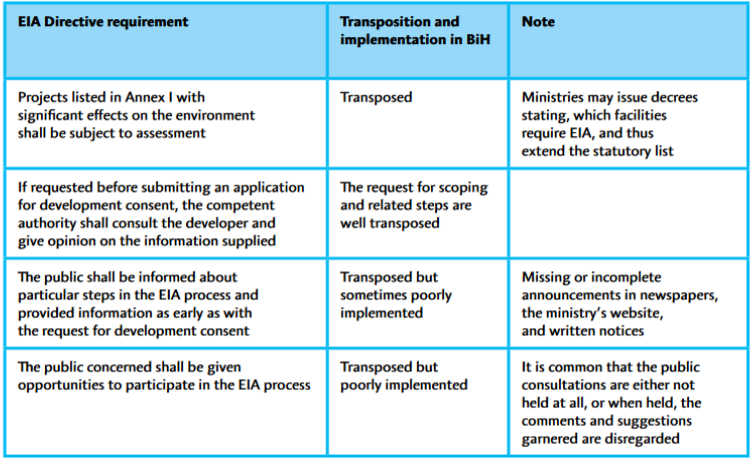 EIA Directive requirement
Transposition and
implementation in BiH
Note
Projects listed in Annex I with
significant effects on the environment
shall be subject to assessment
Transposed
Ministries may issue decrees
stating, which facilities
require EIA, and thus
extend the statutory list
If requested before submitting an application
for development consent, the competent
authority shall consult the developer and
give opinion on the information supplied
The request for scoping
and related steps are
well transposed
The public shall be informed about
particular steps in the EIA process and
provided information as early as with
the request for development consent
Transposed but
sometimes poorly
implemented
Missing or incomplete
announcements in newspapers,
the ministry's website,
and written notices
The public concerned shall be given
opportunities to participate in the EIA process
Transposed but
poorly implemented
It is common that the public
consultations are either not
held at all, or when held, the
comments and suggestions
garnered are disregarded